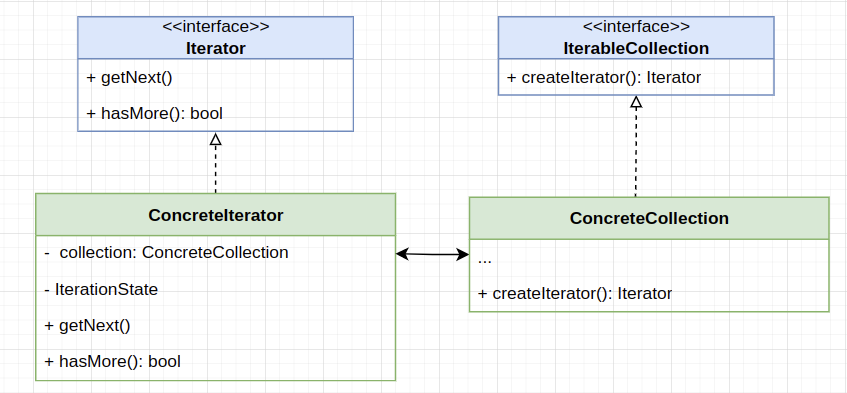 <<interface>>
Iterator
+ getNext()
+ hasMore(): bool
<<interface>>
IterableCollection
+ createIterator(): Iterator
ConcreteIterator
- collection: ConcreteCollection
- IterationState
+ getNext()
+ hasMore(): bool
ConcreteCollection
...
+ createIterator(): Iterator